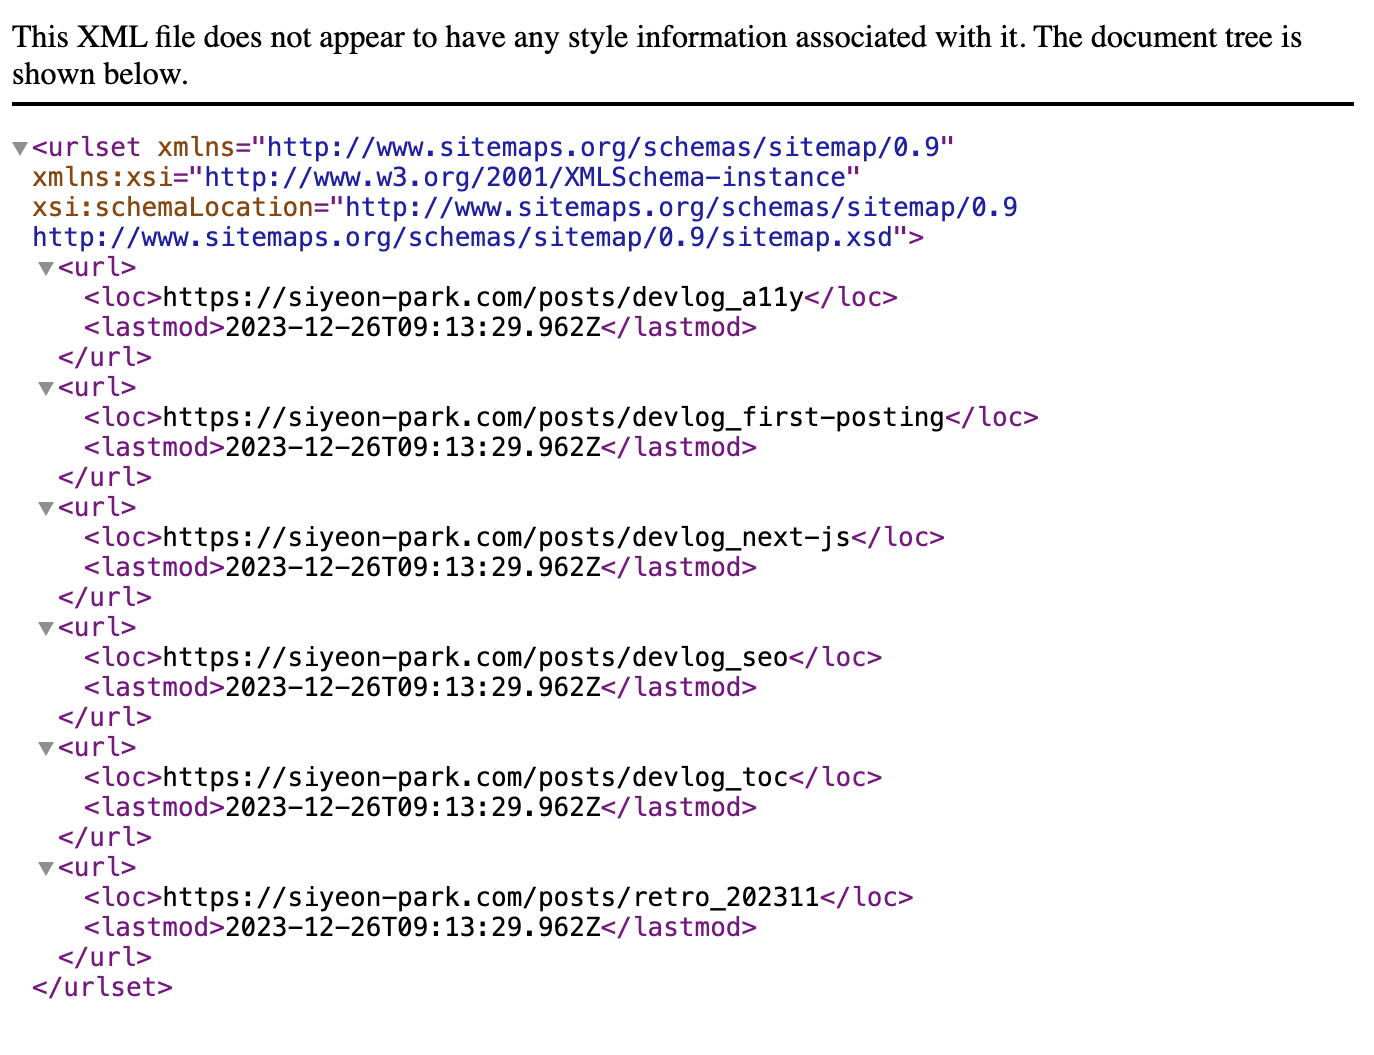 This XML file does not appear to have any style information associated with it. The document tree is
shown below.
▼<urlset xmlns="http://www.sitemaps.org/schemas/sitemap/0.9"
xmlns:xsi="http://www.w3.org/2001/XMLSchema-instance"
xsi:schemaLocation="http://www.sitemaps.org/schemas/sitemap/0.9
http://www.sitemaps.org/schemas/sitemap/0.9/sitemap.xsd">
▼<url>
<loc>https://siyeon-park.com/posts/devlog_a11y</loc>
<lastmod>2023-12-26T09:13:29.962Z</lastmod>
</url>
▼<url>
<loc>https://siyeon-park.com/posts/devlog_first-posting</loc>
<lastmod>2023-12-26T09:13:29.962Z</lastmod>
</url>
▼<url>
<loc>https://siyeon-park.com/posts/devlog_next-js</loc>
<lastmod>2023-12-26T09:13:29.962Z</lastmod>
</url>
▼<url>
<loc>https://siyeon-park.com/posts/devlog_seo</loc>
<lastmod>2023-12-26T09:13:29.962Z</lastmod>
</url>
▼<url>
<loc>https://siyeon-park.com/posts/devlog_toc</loc>
<lastmod>2023-12-26T09:13:29.962Z</lastmod>
</url>
▼<url>
<loc>https://siyeon-park.com/posts/retro_202311</loc>
<lastmod>2023-12-26T09:13:29.962Z</lastmod>
</url>
</urlset>